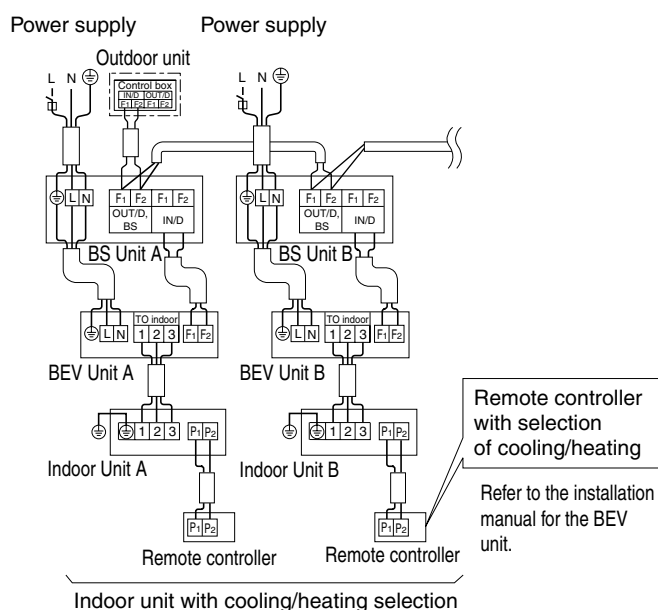 Power supply Power supply
Outdoor unit
L N L N
Control box
IN/D OUT/D
F1 F2 F1 F2
L N F1 F2 F1 F2 L N F1 F2 F1 F2
OUT/D, BS IN/D OUT/D, BS IN/D
BS Unit A BS Unit B
TO indoor TO indoor
L N 1 2 3 F1 F2 L N 1 2 3 F1 F2
BEV Unit A BEV Unit B
1 2 3 P1 P2 1 2 3 P1 P2
Indoor Unit A Indoor Unit B
P1 P2 P1 P2
Remote controller Remote controller
Remote controller
with selection
of cooling/heating
Refer to the installation
manual for the BEV
unit.
Indoor unit with cooling/heating selection